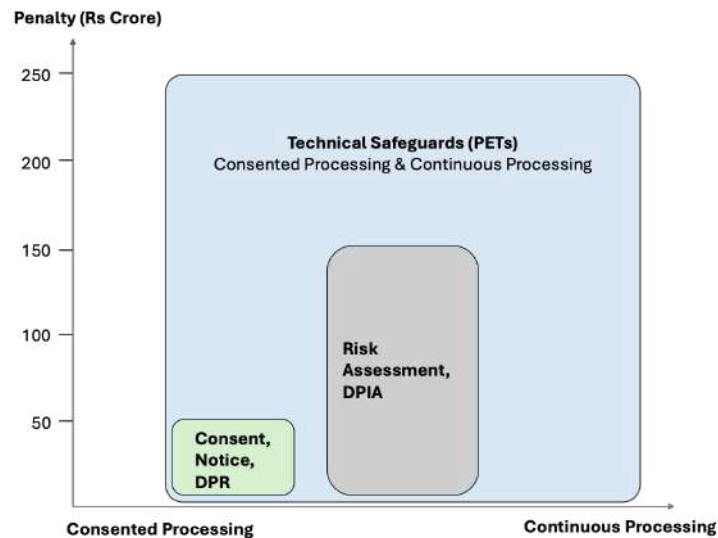 Penalty (Rs Crore)
250
200
150
100
50
Technical Safeguards (PETs)
Consented Processing & Continuous Processing
Risk
Assessment,
DPIA
Consent,
Notice,
DPR
Consented Processing
Continuous Processing